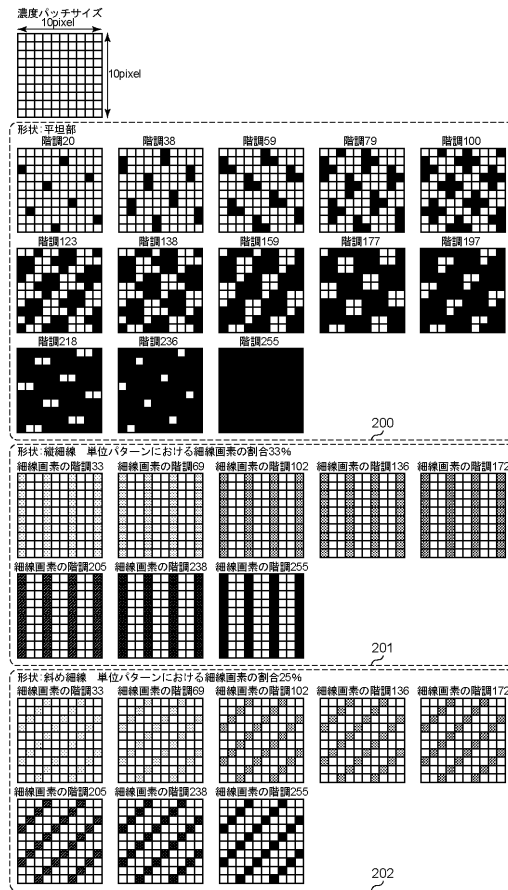 濃度パッチサイズ
10pixel
10pixel
形状:平坦部
階調20 階調38 階調59 階調79 階調100
階調123 階調138 階調159 階調177 階調197
階調218 階調236 階調255
200
形状:縦細線 単位パターンにおける細線画素の割合33%
細線画素の階調33 細線画素の階調69 細線画素の階調102 細線画素の階調136 細線画素の階調172
細線画素の階調205 細線画素の階調238 細線画素の階調255
201
形状:斜め細線 単位パターンにおける細線画素の割合25%
細線画素の階調33 細線画素の階調69 細線画素の階調102 細線画素の階調136 細線画素の階調172
細線画素の階調205 細線画素の階調238 細線画素の階調255
202